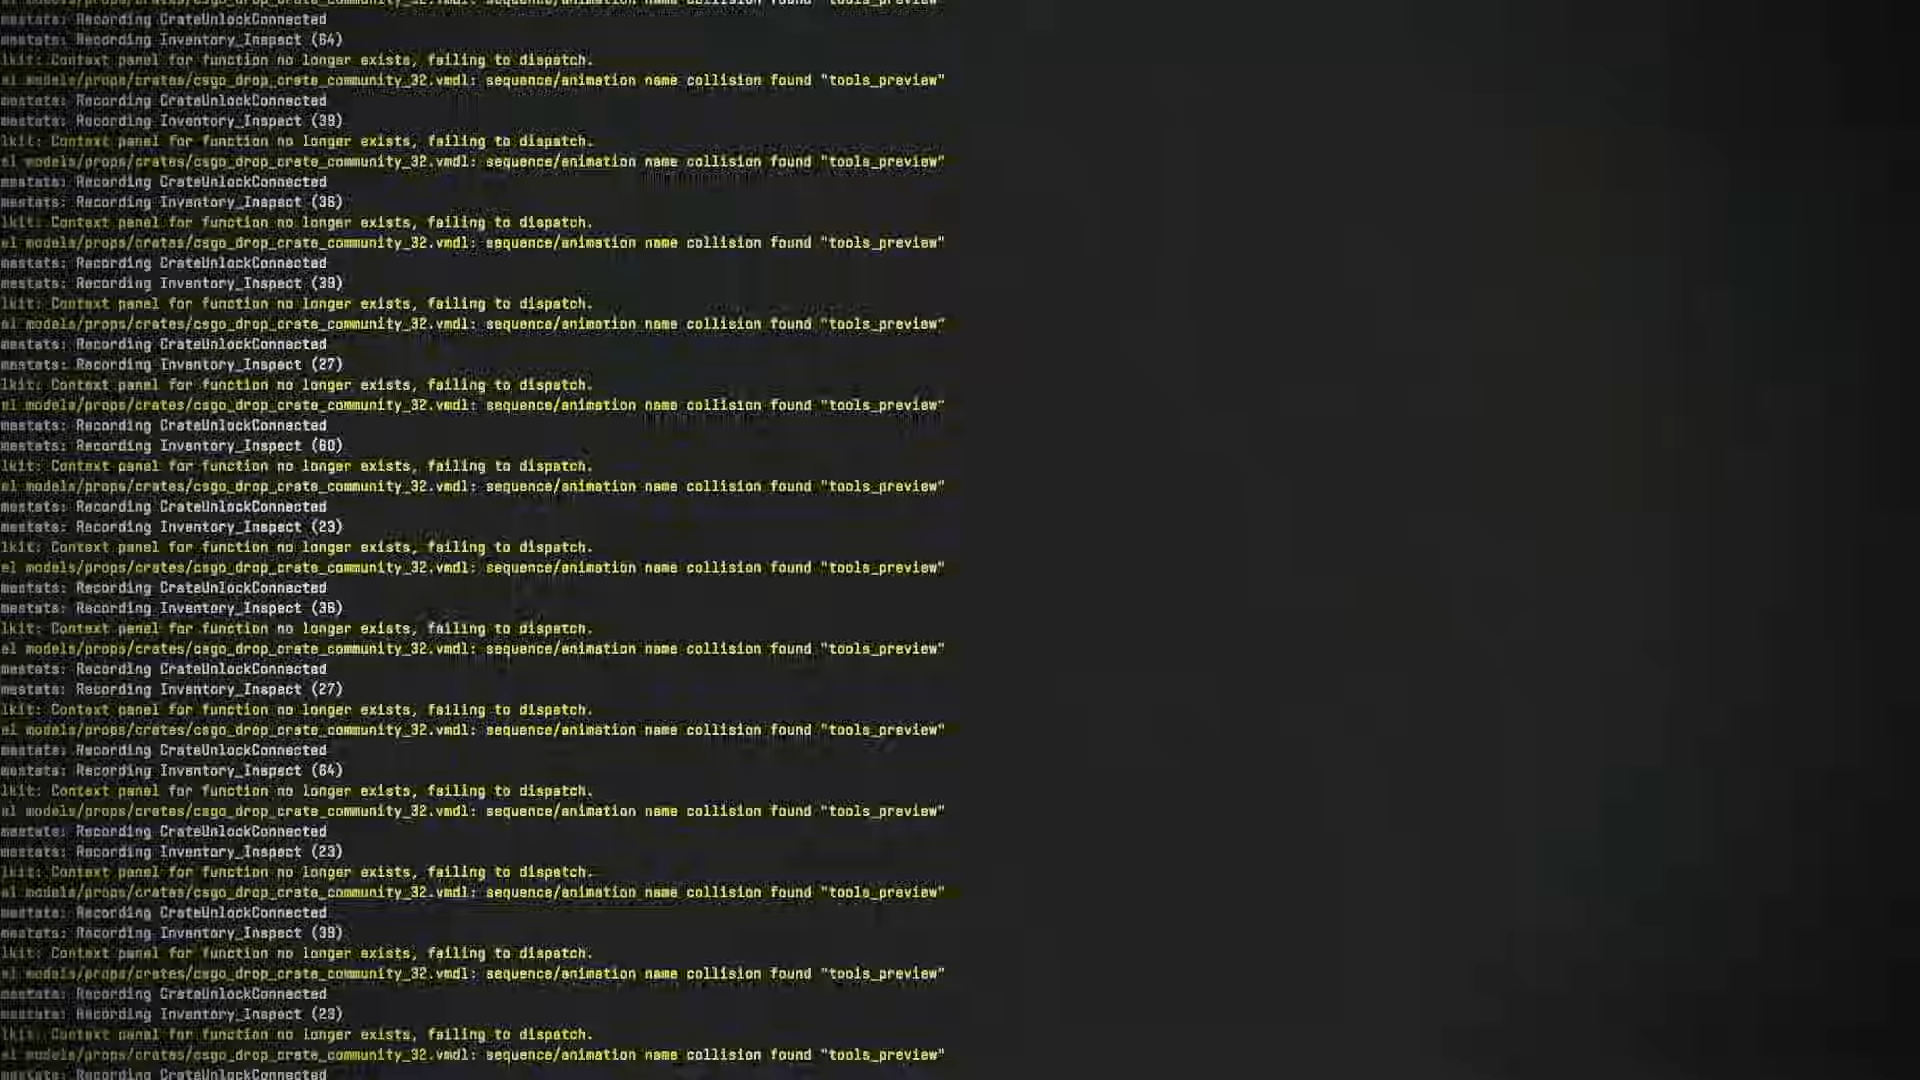 models/props/crates/csgo_drop_crate_community_32.vmdl: sequence/animation name collision found "tools_preview"
mestats: Recording CrateUnlockConnected
mestats: Recording Inventory_Inspect (64)
lkit: Context panel for function no longer exists, failing to dispatch.
el models/props/crates/csgo_drop_crate_community_32.vmdl: sequence/animation name collision found "tools_preview"
mestats: Recording CrateUnlockConnected
mestats: Recording Inventory_Inspect (39)
lkit: Context panel for function no longer exists, failing to dispatch.
el models/props/crates/csgo_drop_crate_community_32.vmdl: sequence/animation name collision found "tools_preview"
mestats: Recording CrateUnlockConnected
mestats: Recording Inventory_Inspect (36)
lkit: Context panel for function no longer exists, failing to dispatch.
el models/props/crates/csgo_drop_crate_community_32.vmdl: sequence/animation name collision found "tools_preview"
mestats: Recording CrateUnlockConnected
mestats: Recording Inventory_Inspect (39)
lkit: Context panel for function no longer exists, failing to dispatch.
el models/props/crates/csgo_drop_crate_community_32.vmdl: sequence/animation name collision found "tools_preview"
mestats: Recording CrateUnlockConnected
mestats: Recording Inventory_Inspect (27)
lkit: Context panel for function no longer exists, failing to dispatch.
el models/props/crates/csgo_drop_crate_community_32.vmdl: sequence/animation name collision found "tools_preview"
mestats: Recording CrateUnlockConnected
mestats: Recording Inventory_Inspect (60)
lkit: Context panel for function no longer exists, failing to dispatch.
el models/props/crates/csgo_drop_crate_community_32.vmdl: sequence/animation name collision found "tools_preview"
mestats: Recording CrateUnlockConnected
mestats: Recording Inventory_Inspect (23)
lkit: Context panel for function no longer exists, failing to dispatch.
el models/props/crates/csgo_drop_crate_community_32.vmdl: sequence/animation name collision found "tools_preview"
mestats: Recording CrateUnlockConnected
mestats: Recording Inventory_Inspect (36)
lkit: Context panel for function no longer exists, failing to dispatch.
el models/props/crates/csgo_drop_crate_community_32.vmdl: sequence/animation name collision found "tools_preview"
mestats: Recording CrateUnlockConnected
mestats: Recording Inventory_Inspect (27)
lkit: Context panel for function no longer exists, failing to dispatch.
el models/props/crates/csgo_drop_crate_community_32.vmdl: sequence/animation name collision found "tools_preview"
mestats: Recording CrateUnlockConnected
mestats: Recording Inventory_Inspect (64)
lkit: Context panel for function no longer exists, failing to dispatch.
el models/props/crates/csgo_drop_crate_community_32.vmdl: sequence/animation name collision found "tools_preview"
mestats: Recording CrateUnlockConnected
mestats: Recording Inventory_Inspect (23)
lkit: Context panel for function no longer exists, failing to dispatch.
el models/props/crates/csgo_drop_crate_community_32.vmdl: sequence/animation name collision found "tools_preview"
mestats: Recording CrateUnlockConnected
mestats: Recording Inventory_Inspect (39)
lkit: Context panel for function no longer exists, failing to dispatch.
el models/props/crates/csgo_drop_crate_community_32.vmdl: sequence/animation name collision found "tools_preview"
mestats: Recording CrateUnlockConnected
mestats: Recording Inventory_Inspect (23)
lkit: Context panel for function no longer exists, failing to dispatch.
el models/props/crates/csgo_drop_crate_community_32.vmdl: sequence/animation name collision found "tools_preview"
mestats: Recording CrateUnlockConnected